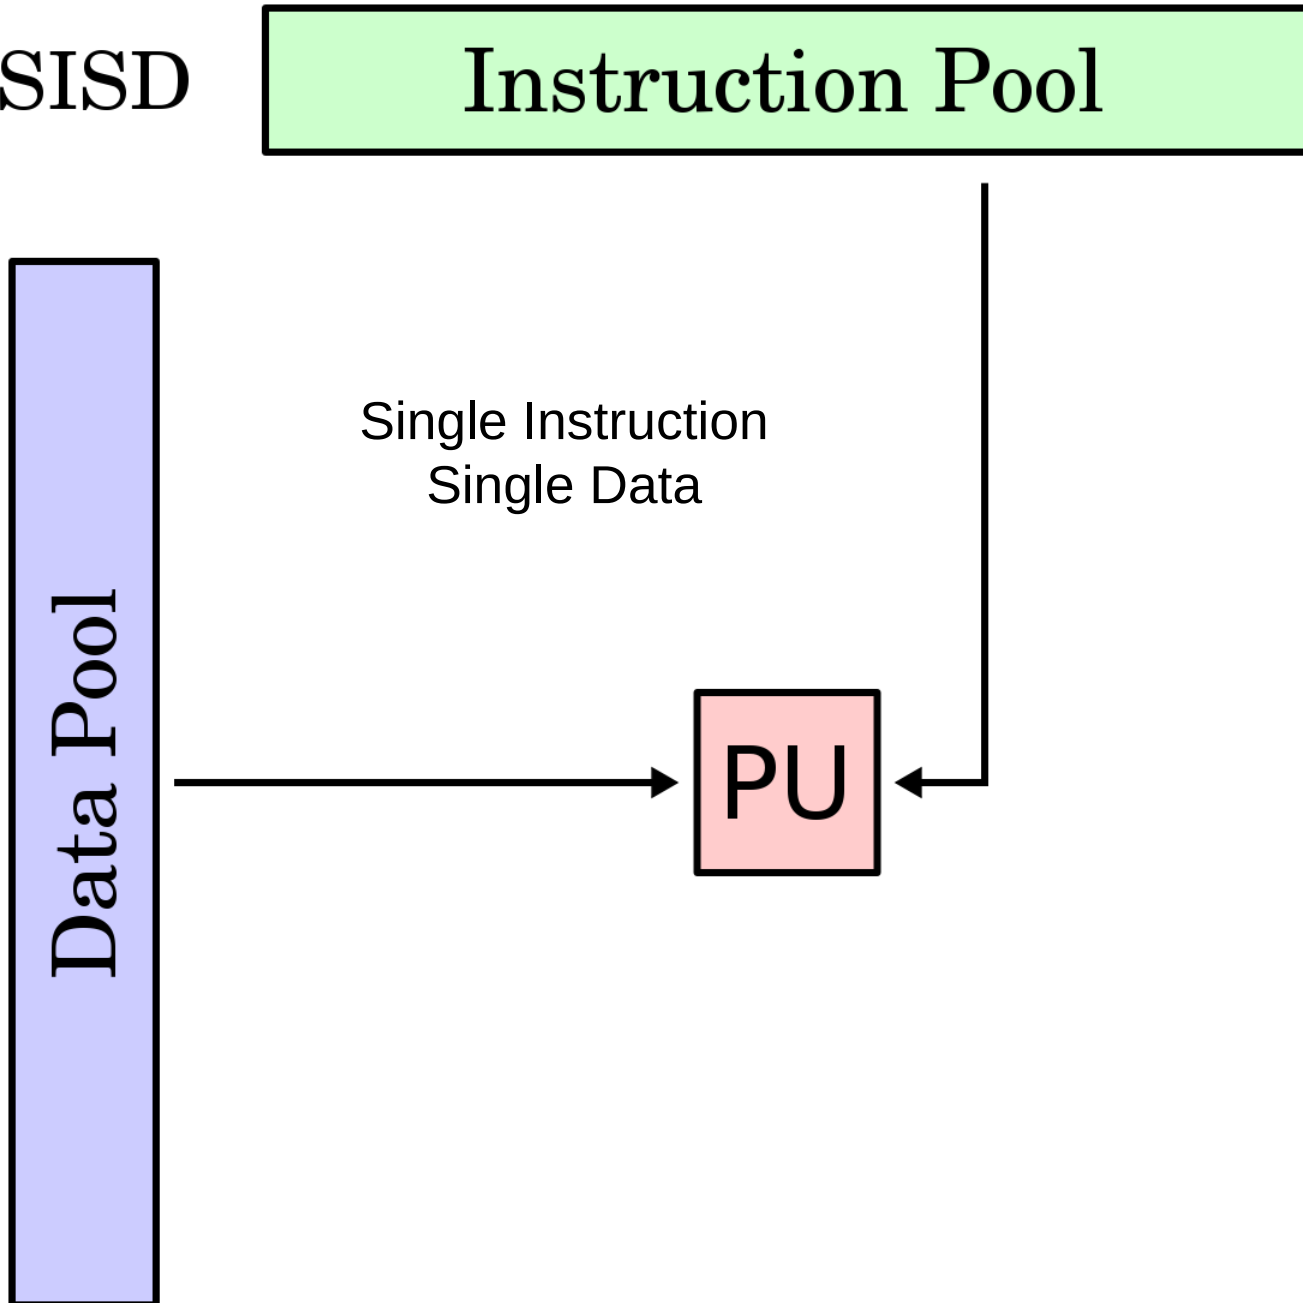 SISD
Instruction Pool
Single Instruction
Single Data
Data Pool
PU